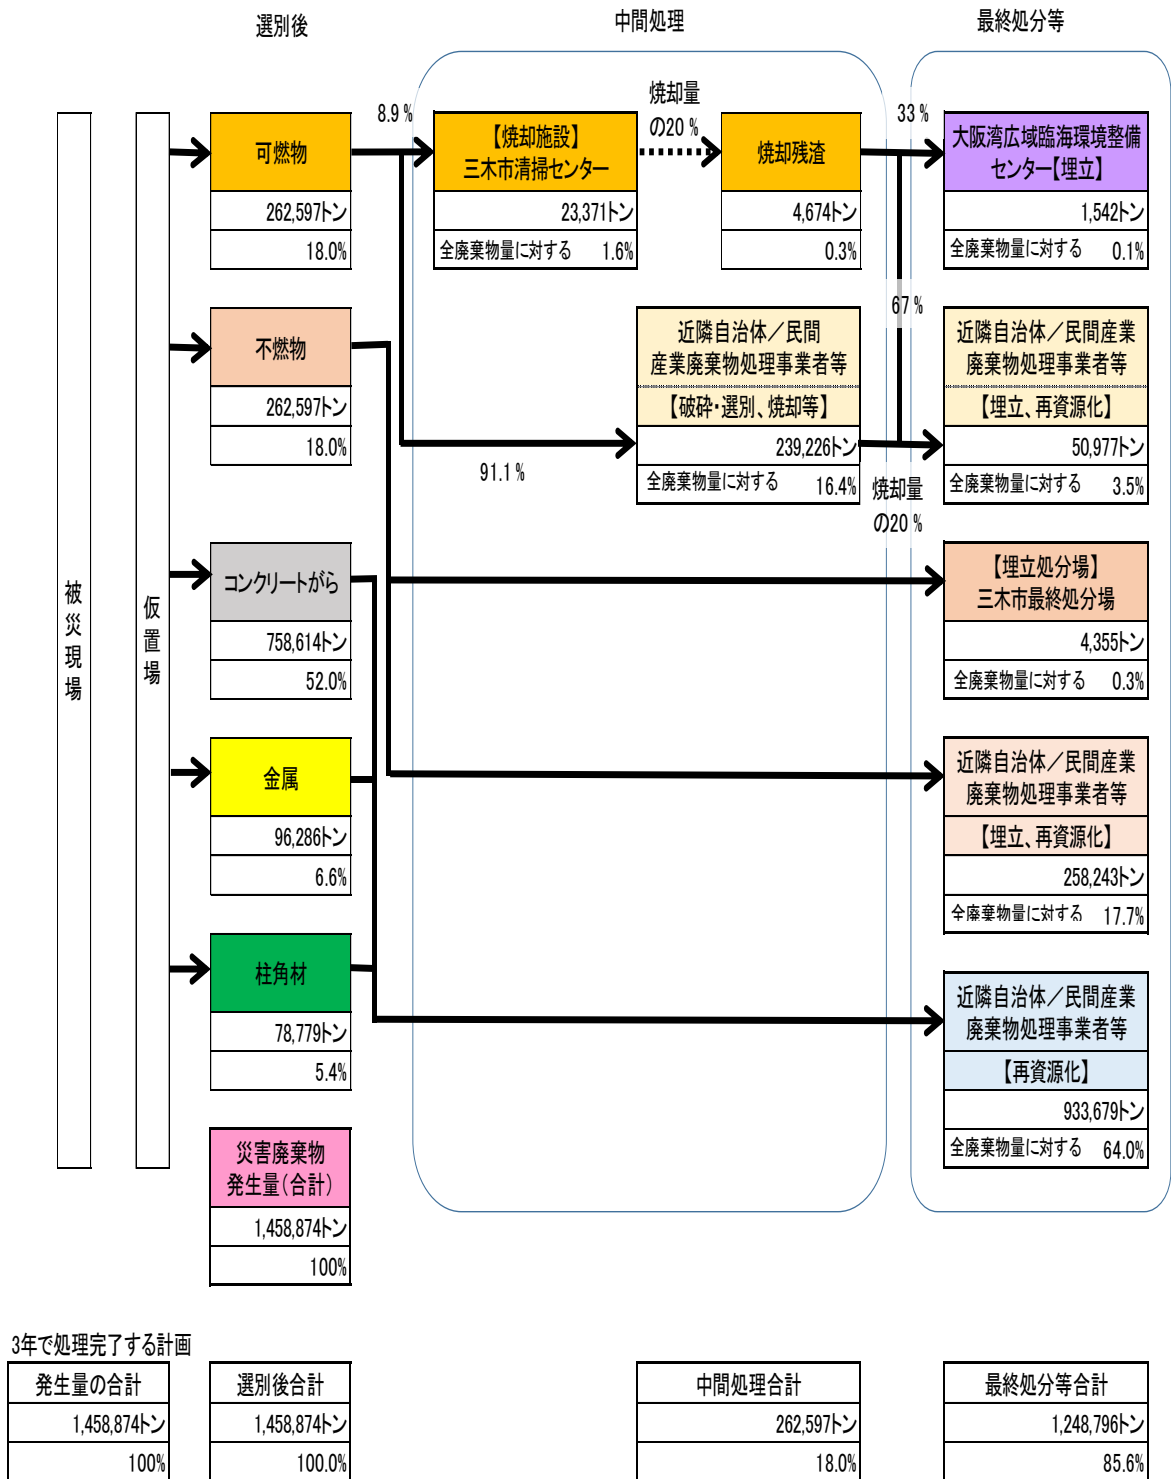 選別後
中間処理
最終処分等
被災現場
仮置場
可燃物
262,597トン
18.0%
8.9 %
【焼却施設】
三木市清掃センター
23,371トン
全廃棄物量に対する 1.6%
焼却量
の20 %
焼却残渣
4,674トン
0.3%
33 %
大阪湾広域臨海環境整備
センター【埋立】
1,542トン
全廃棄物量に対する 0.1%
67 %
不燃物
262,597トン
18.0%
91.1 %
近隣自治体／民間
産業廃棄物処理事業者等
【破砕・選別、焼却等】
239,226トン
全廃棄物量に対する 16.4%
焼却量
の20 %
近隣自治体／民間産業
廃棄物処理事業者等
【埋立、再資源化】
50,977トン
全廃棄物量に対する 3.5%
コンクリートがら
758,614トン
52.0%
【埋立処分場】
三木市最終処分場
4,355トン
全廃棄物量に対する 0.3%
金属
96,286トン
6.6%
近隣自治体／民間産業
廃棄物処理事業者等
【埋立、再資源化】
258,243トン
全廃棄物量に対する 17.7%
柱角材
78,779トン
5.4%
近隣自治体／民間産業
廃棄物処理事業者等
【再資源化】
933,679トン
全廃棄物量に対する 64.0%
災害廃棄物
発生量（合計）
1,458,874トン
100%
3年で処理完了する計画
発生量の合計
1,458,874トン
100%
選別後合計
1,458,874トン
100.0%
中間処理合計
262,597トン
18.0%
最終処分等合計
1,248,796トン
85.6%